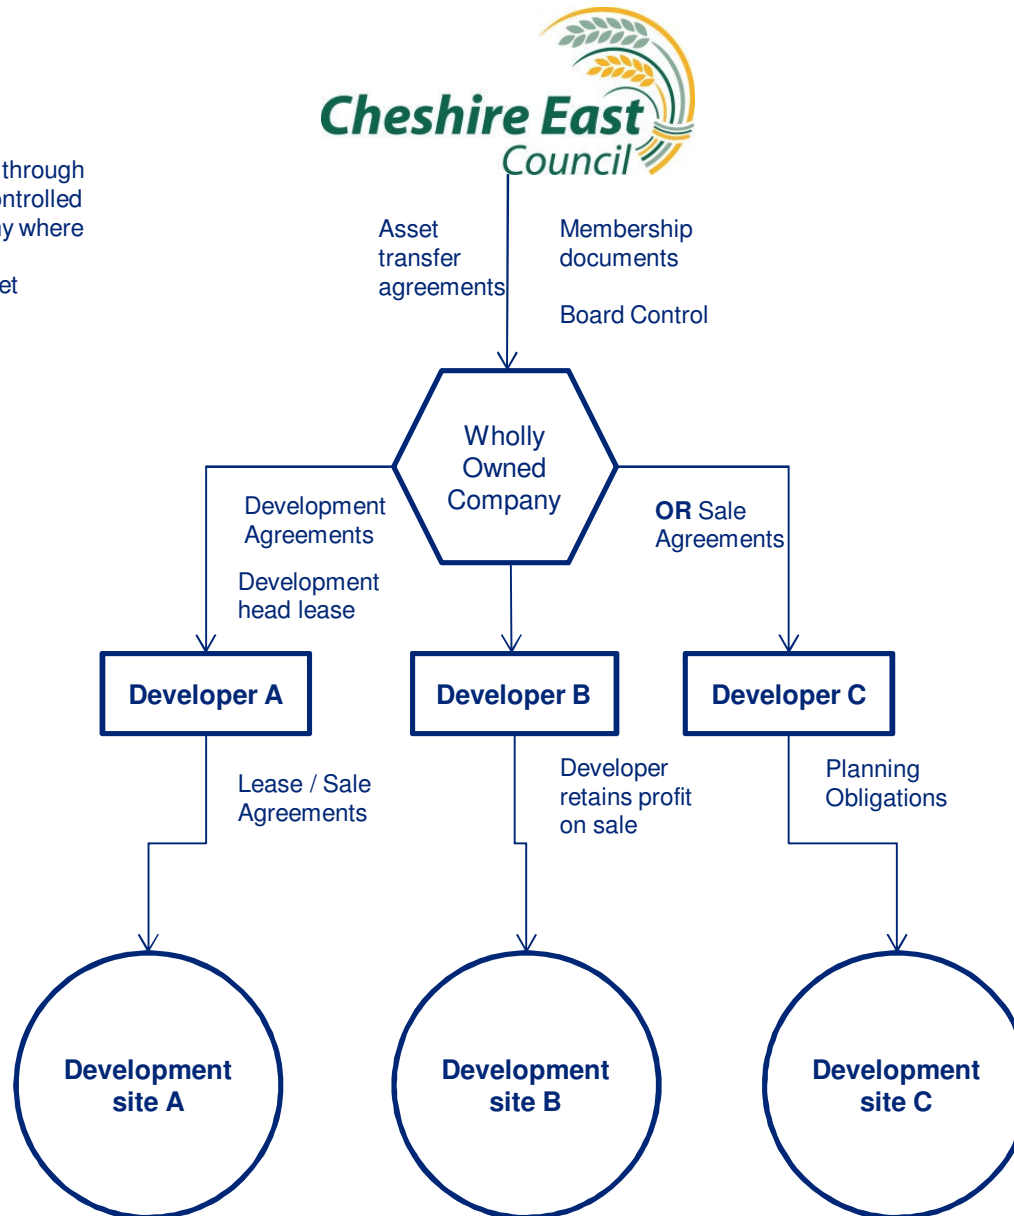 Cheshire East
Council
through
ontrolled
y where
et
Asset
transfer
agreements
Membership
documents
Board Control
Wholly
Owned
Company
Development
Agreements
Development
head lease
OR Sale
Agreements
Developer A
Developer B
Developer C
Lease / Sale
Agreements
Developer
retains profit
on sale
Planning
Obligations
Development
site A
Development
site B
Development
site C